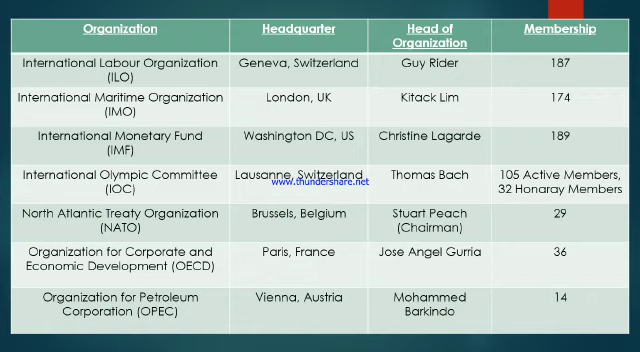 Organization Headquarter Head of Organization Membership
International Labour Organization (ILO) Geneva, Switzerland Guy Rider 187
International Maritime Organization (IMO) London, UK Kitack Lim 174
International Monetary Fund (IMF) Washington DC, US Christine Lagarde 189
International Olympic Committee (IOC) Lausanne, Switzerland Thomas Bach 105 Active Members, 32 Honaray Members
www.thundershare.net
North Atlantic Treaty Organization (NATO) Brussels, Belgium Stuart Peach (Chairman) 29
Organization for Corporate and Economic Development (OECD) Paris, France Jose Angel Gurria 36
Organization for Petroleum Corporation (OPEC) Vienna, Austria Mohammed Barkindo 14